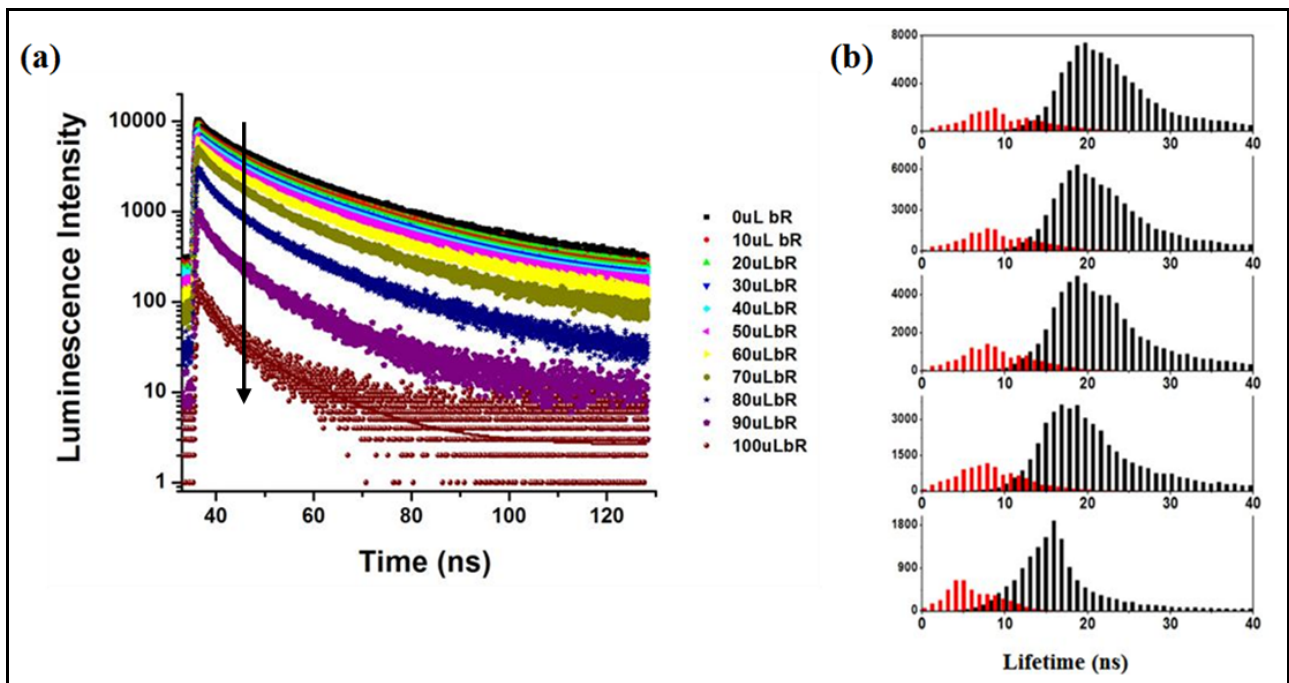 (a)
Luminescence Intensity
10000
1000
100
10
1
40 60 80 100 120
Time (ns)
0uL bR
10uL bR
20uLbR
30uLbR
40uLbR
50uLbR
60uLbR
70uLbR
80uLbR
90uLbR
100uLbR
(b)
8000
4000
0
0 10 20 30 40
6000
3000
0
0 10 20 30 40
4000
2000
0
0 10 20 30 40
3000
1500
0
0 10 20 30 40
1800
900
0
0 10 20 30 40
Lifetime (ns)